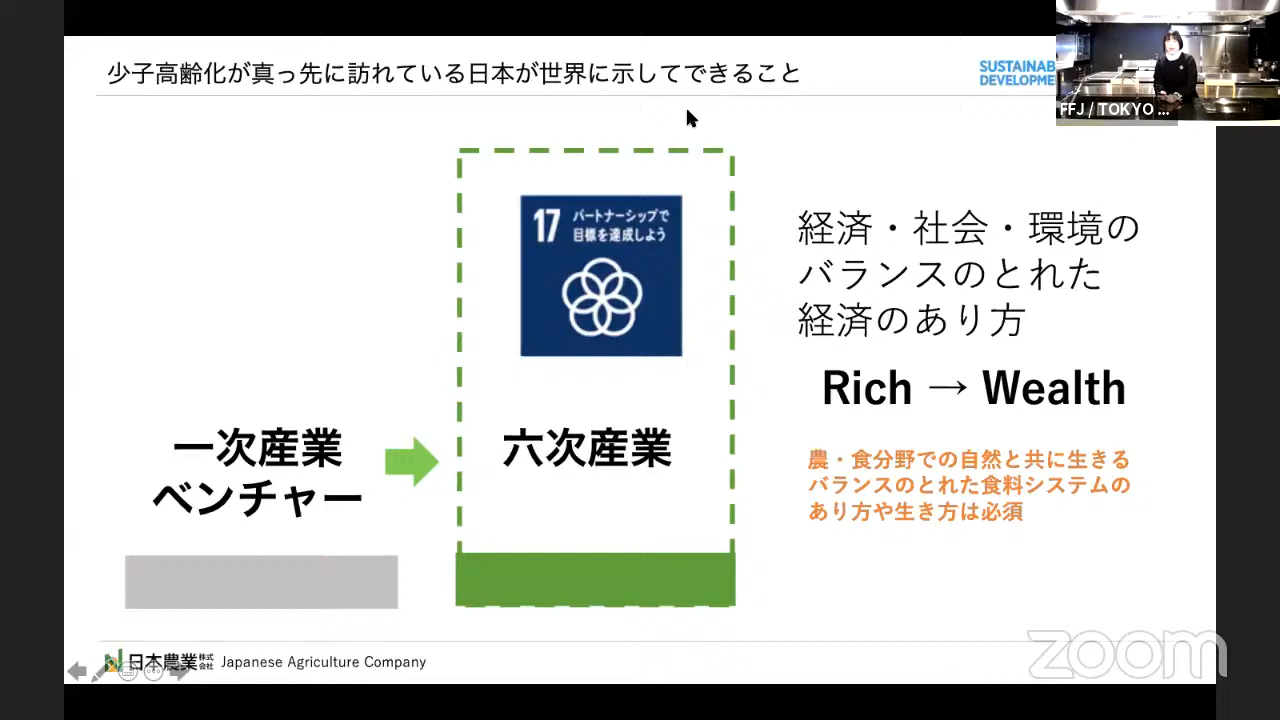 少子高齢化が真っ先に訪れている日本が世界に示してできること
SUSTAINAB
DEVELOPME
FFJ / TOKYO ...
17 パートナーシップで
目標を達成しよう
経済・社会・環境の
バランスのとれた
経済のあり方
Rich → Wealth
一次産業
ベンチャー
六次産業
農・食分野での自然と共に生きる
バランスのとれた食料システムの
あり方や生き方は必須
日本農業株式会社 Japanese Agriculture Company
zoom